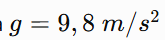 g = 9,8 m/s²